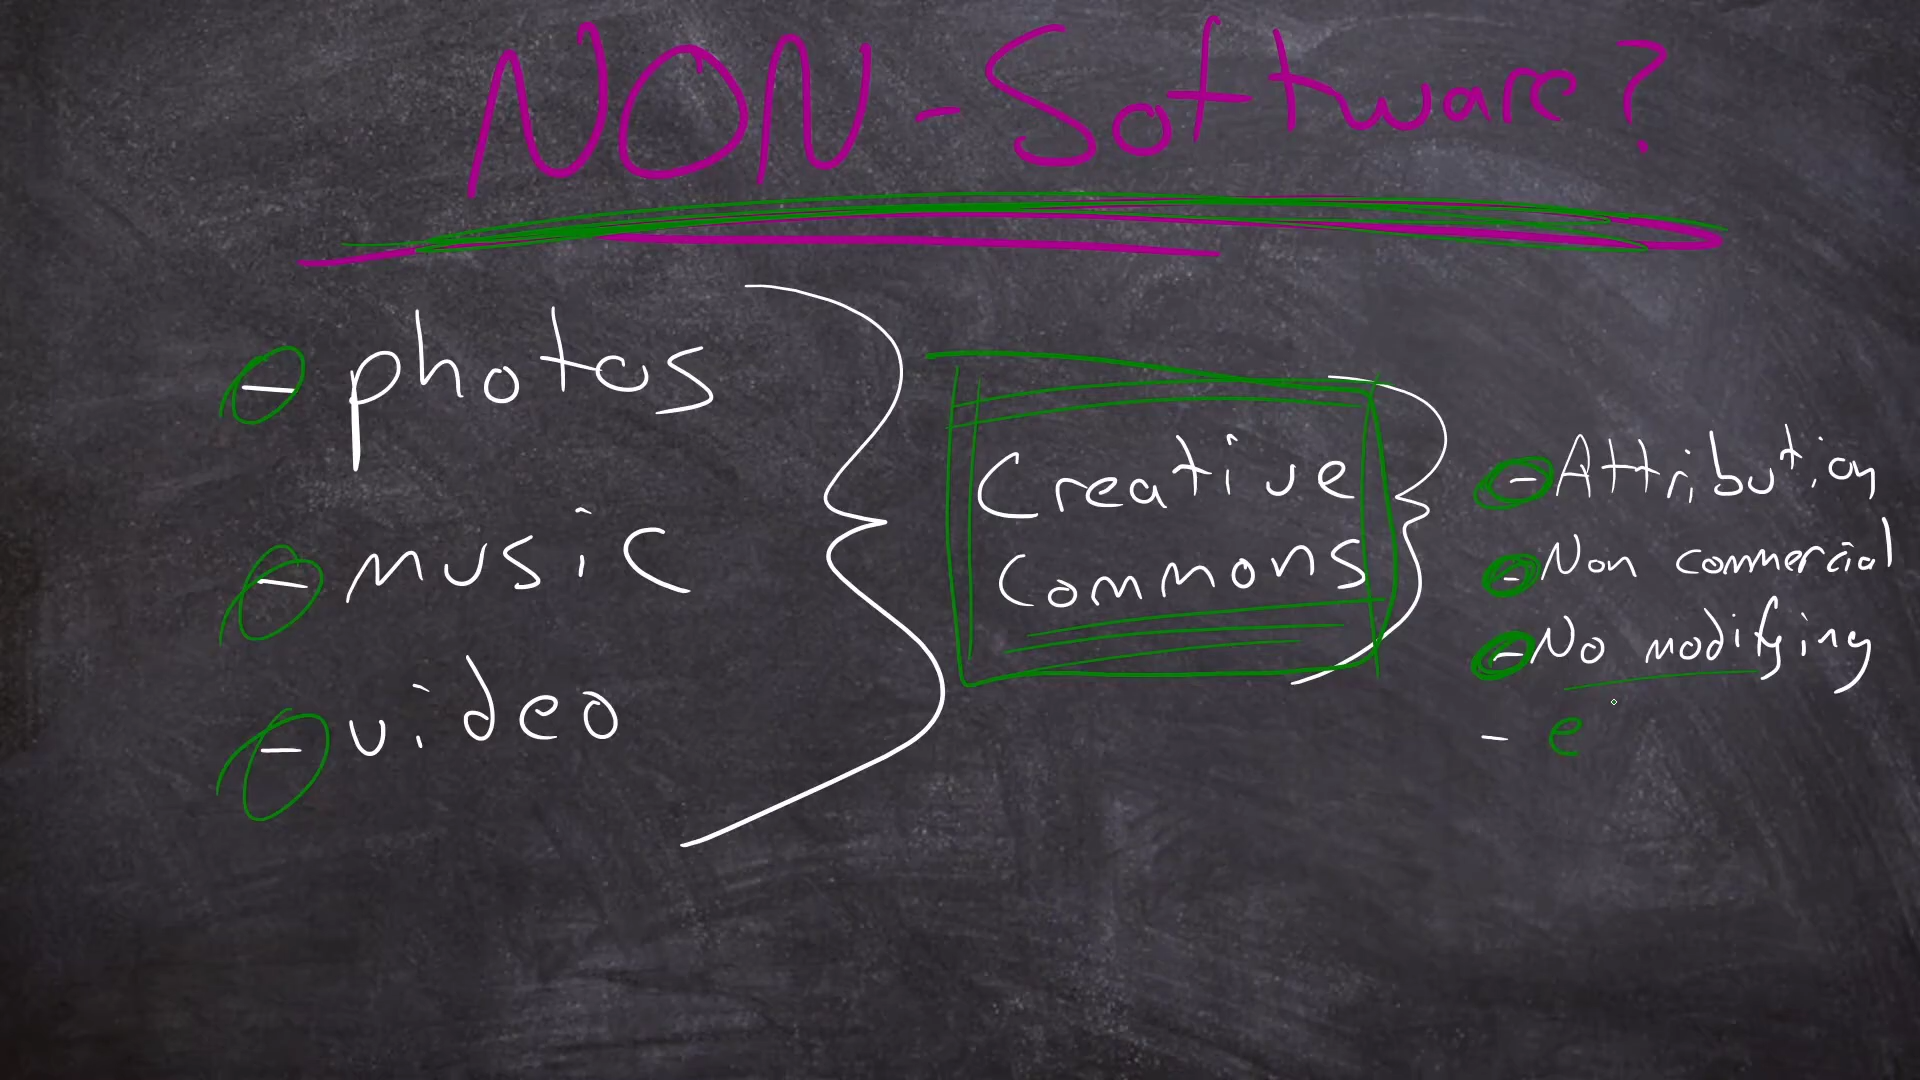 NON-Software?
- photos
- music
- video
Creative
Commons
- Attribution
- Non commercial
- No modifying
- e